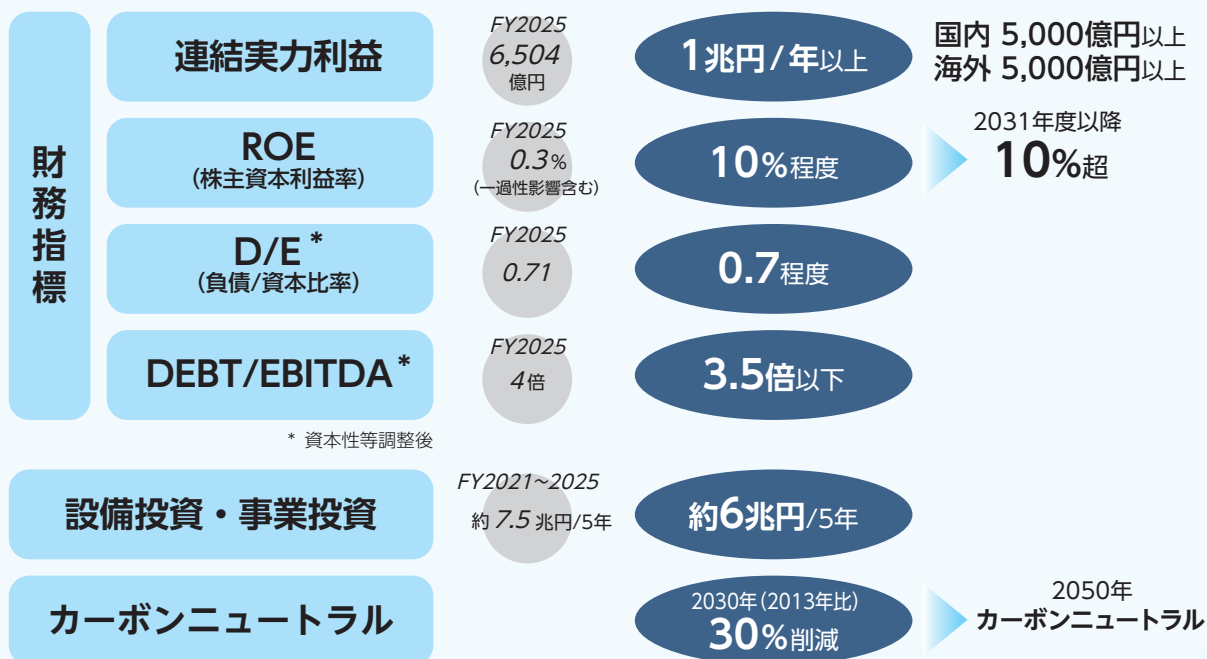 財務指標
連結実力利益
FY2025
6,504
億円
1兆円/年以上
国内 5,000億円以上
海外 5,000億円以上
ROE
(株主資本利益率)
FY2025
0.3%
(一過性影響含む)
10%程度
2031年度以降
10%超
D/E*
(負債/資本比率)
FY2025
0.71
0.7程度
DEBT/EBITDA*
FY2025
4倍
3.5倍以下
* 資本性等調整後
設備投資・事業投資
FY2021~2025
約7.5兆円/5年
約6兆円/5年
カーボンニュートラル
2030年(2013年比)
30%削減
2050年
カーボンニュートラル